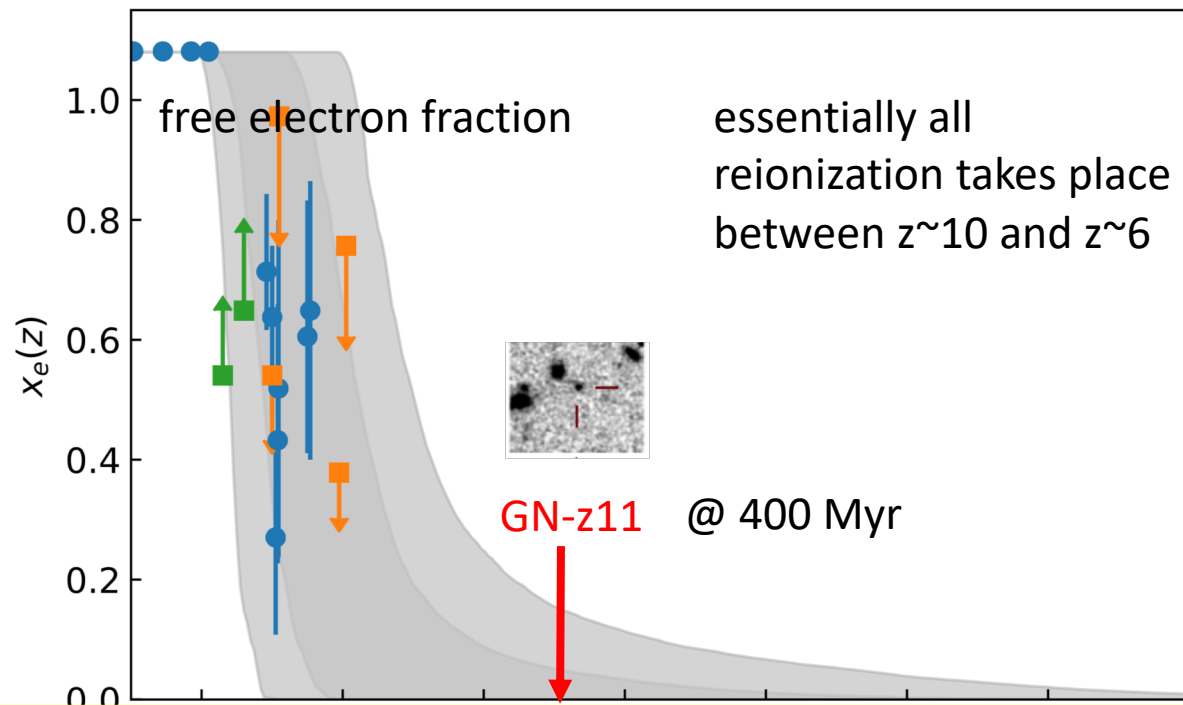 1.0
free electron fraction
essentially all
reionization takes place
between z~10 and z~6
0.8
0.6
x_e(z)
0.4
GN-z11 @ 400 Myr
0.2
0.0